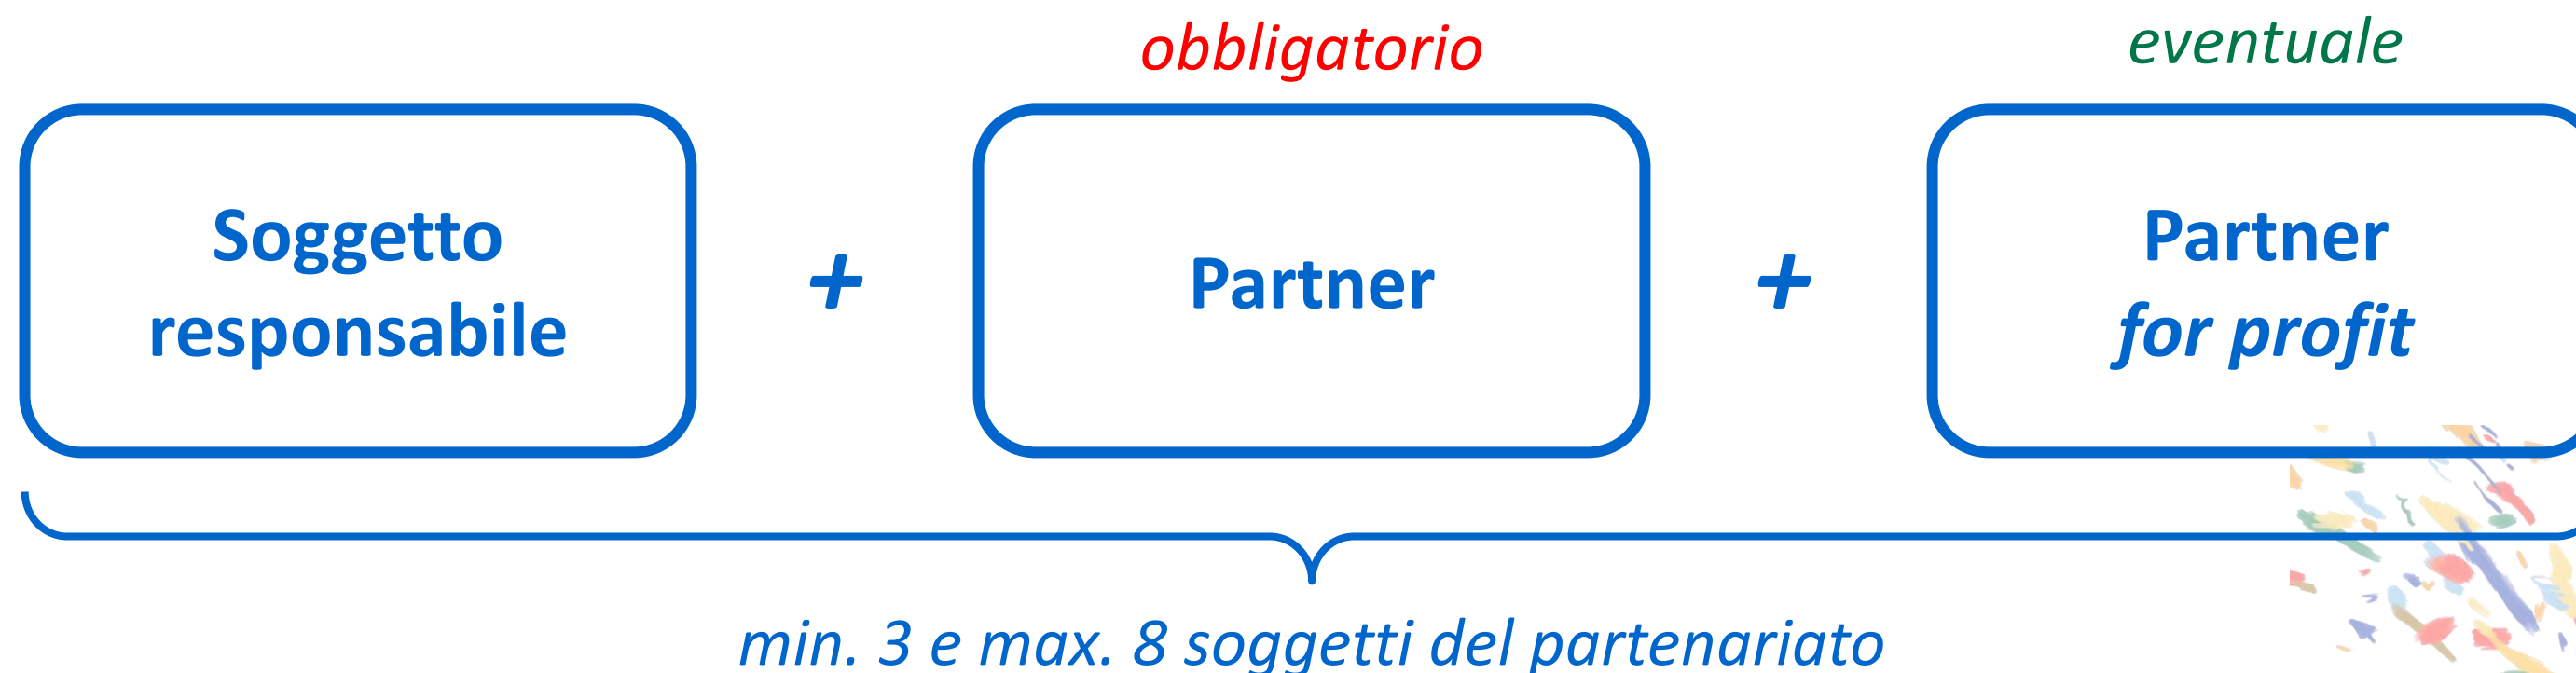 obbligatorio
eventuale
Soggetto
responsabile
+
Partner
+
Partner
for profit
min. 3 e max. 8 soggetti del partenariato